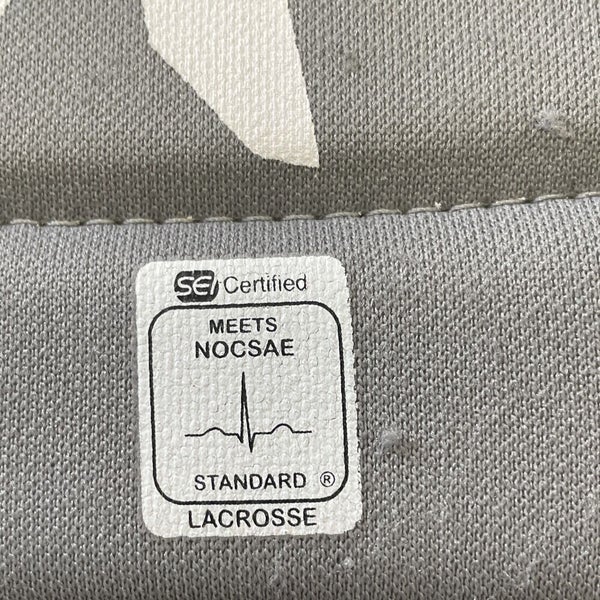 SEI Certified
MEETS
NOCSAE
STANDARD ®
LACROSSE